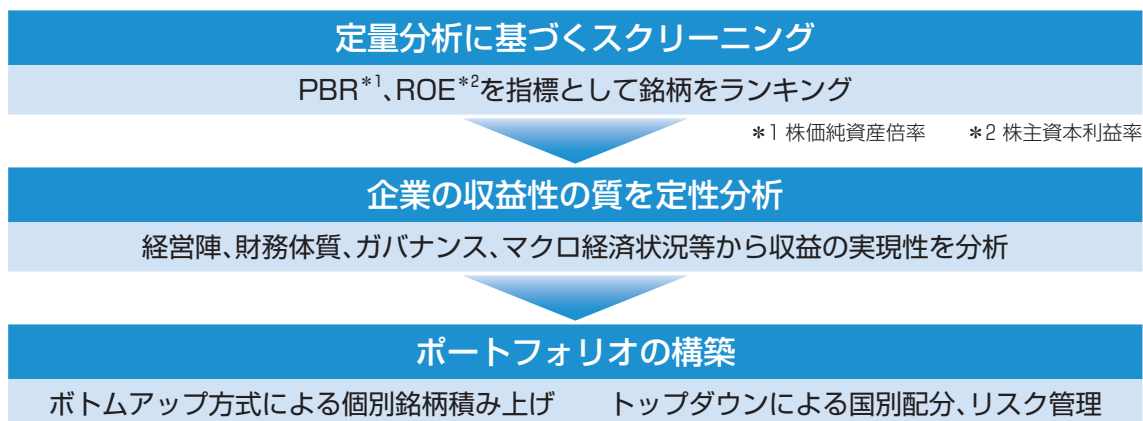 定量分析に基づくスクリーニング
PBR*1、ROE*2を指標として銘柄をランキング
*1 株価純資産倍率 *2 株主資本利益率
企業の収益性の質を定性分析
経営陣、財務体質、ガバナンス、マクロ経済状況等から収益の実現性を分析
ポートフォリオの構築
ボトムアップ方式による個別銘柄積み上げ トップダウンによる国別配分、リスク管理